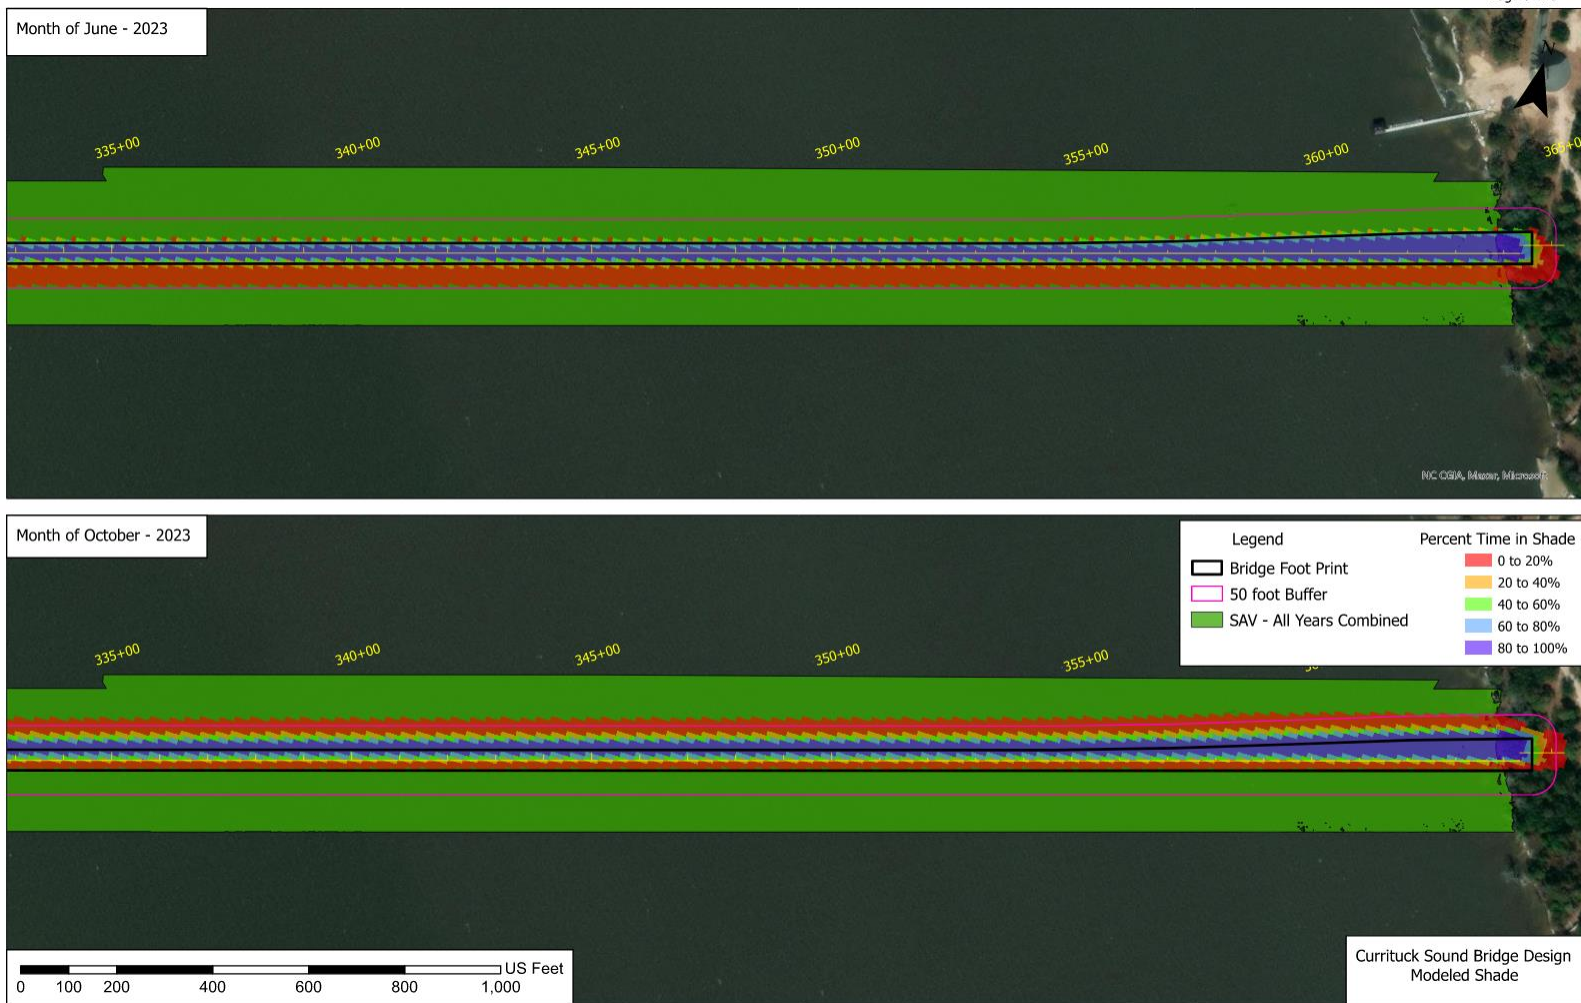 Month of June - 2023
N
335+00
340+00
345+00
350+00
355+00
360+00
NC CGIA, Maxar, Microsoft
Month of October - 2023
Legend
Bridge Foot Print
50 foot Buffer
SAV - All Years Combined
Percent Time in Shade
0 to 20%
20 to 40%
40 to 60%
60 to 80%
80 to 100%
335+00
340+00
345+00
350+00
355+00
US Feet
0 100 200 400 600 800 1,000
Currituck Sound Bridge Design
Modeled Shade